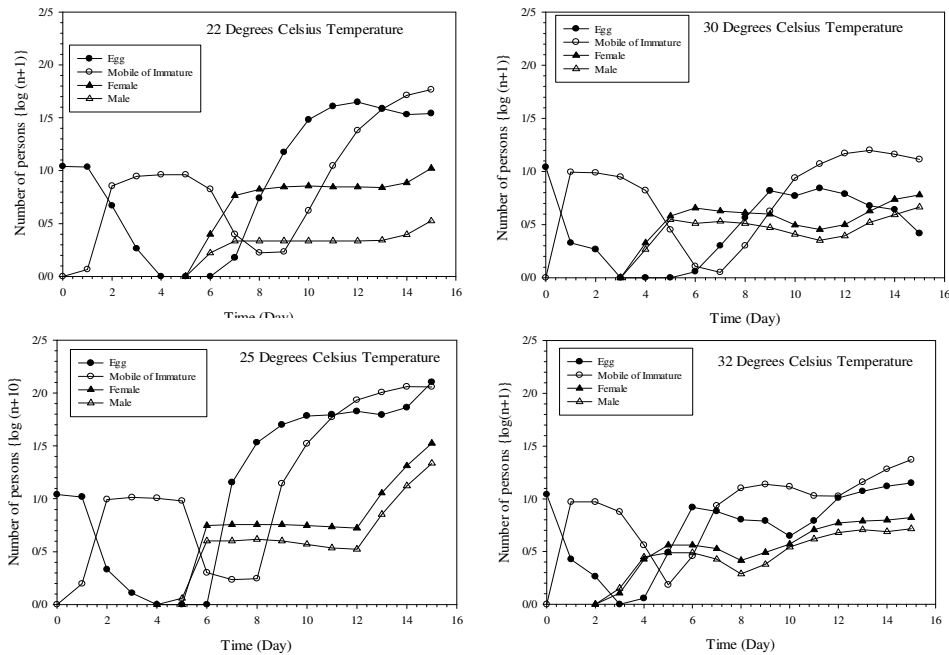 22 Degrees Celsius Temperature
Egg
Mobile of Immature
Female
Male
Number of persons {log (n+1)}
2/5
2/0
1/5
1/0
0/5
0/0
0 2 4 6 8 10 12 14 16
Time (Day)
30 Degrees Celsius Temperature
Egg
Mobile of Immature
Female
Male
Number of persons {log (n+1)}
2/5
2/0
1/5
1/0
0/5
0/0
0 2 4 6 8 10 12 14 16
Time (Day)
25 Degrees Celsius Temperature
Egg
Mobile of Immature
Female
Male
Number of persons {log (n+10)
2/5
2/0
1/5
1/0
0/5
0/0
0 2 4 6 8 10 12 14 16
Time (Day)
32 Degrees Celsius Temperature
Egg
Mobile of Immature
Female
Male
Number of persons {log(n+1)}
2/5
2/0
1/5
1/0
0/5
0/0
0 2 4 6 8 10 12 14 16
Time (Day)